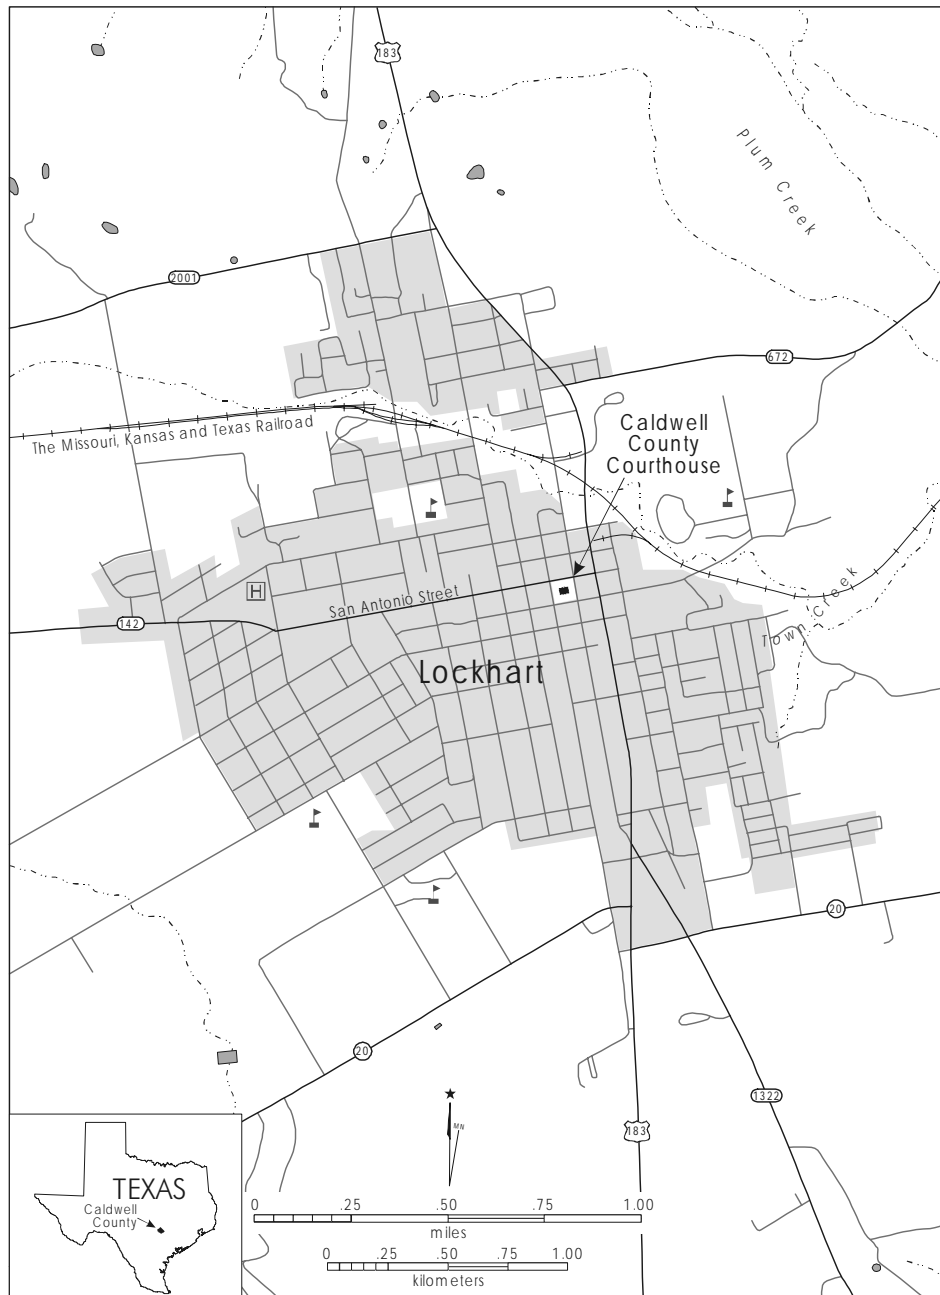 183
Plum Creek
2001
672
The Missouri, Kansas and Texas Railroad
Caldwell
County
Courthouse
H
San Antonio Street
142
Town Creek
Lockhart
20
20
1322
183
MN
TEXAS
Caldwell
County
0 .25 .50 .75 1.00
miles
0 .25 .50 .75 1.00
kilometers